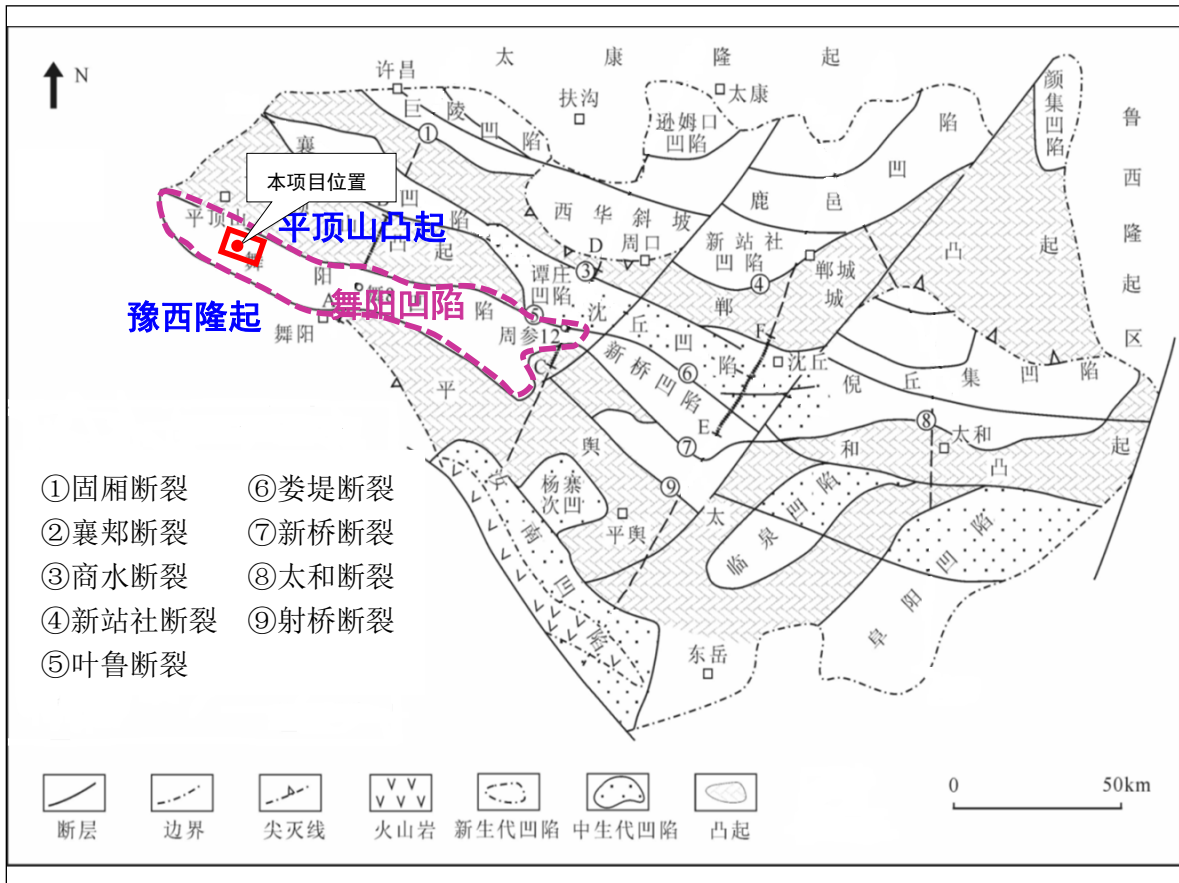 太康隆起
N
许昌
扶沟
太康
巨陵凹陷
①
逊姆口
凹陷
陷
颜集凹陷
鲁西隆起区
襄
本项目位置
凹
陷
凹
邑
鹿
西华斜坡
平顶山
平顶山凸起
凸
起
D
周口
新站社
凹陷
郸城
凸
起
舞
阳
谭庄
凹陷
③
④
郸
城
A
舞8
凹
陷
舞阳凹陷
豫西隆起
舞阳
⑤
沈
丘
凹
陷
F
周参12
C
新桥凹陷
⑥
沈丘
倪丘集凹陷
平
E
⑦
⑧
太和
舆
和
凸
起
①固厢断裂
⑥娄堤断裂
杨寨
次凹
⑨
太
②襄郏断裂
⑦新桥断裂
平舆
临泉凹陷
南
凹
陷
③商水断裂
⑧太和断裂
④新站社断裂
⑨射桥断裂
阜阳凹陷
⑤叶鲁断裂
东岳
0
50km
断层
边界
尖灭线
火山岩
新生代凹陷
中生代凹陷
凸起